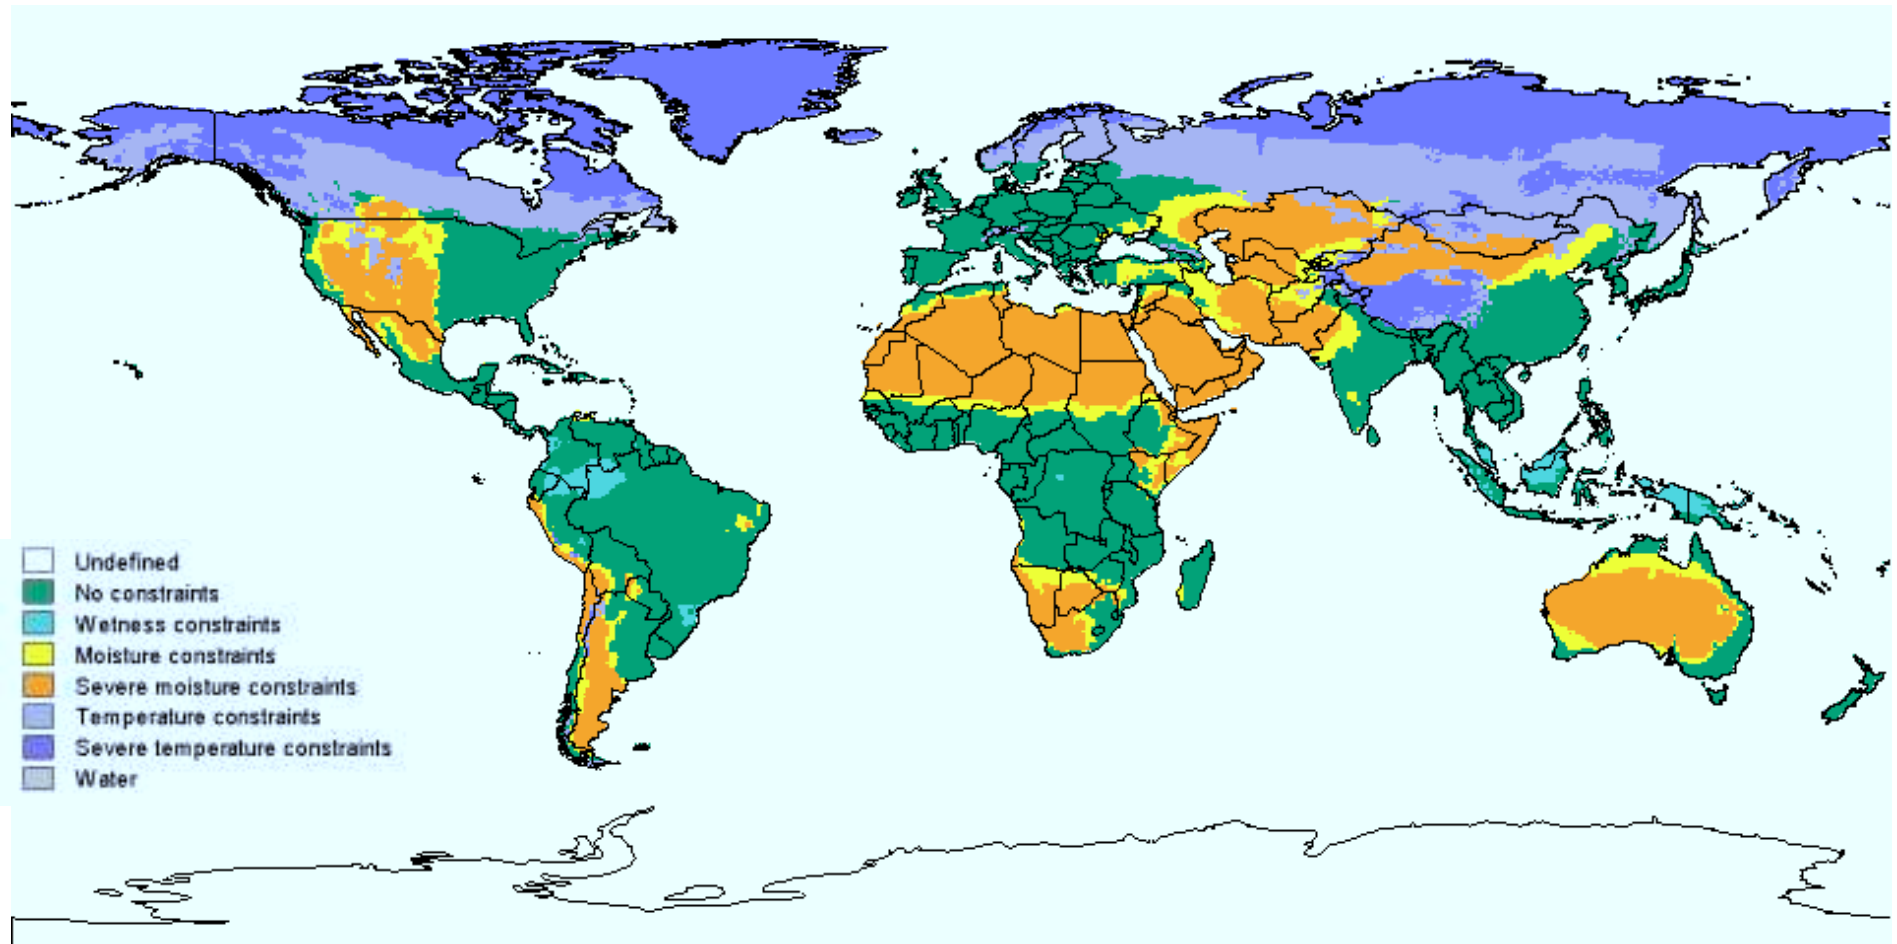 Undefined
No constraints
Wetness constraints
Moisture constraints
Severe moisture constraints
Temperature constraints
Severe temperature constraints
Water